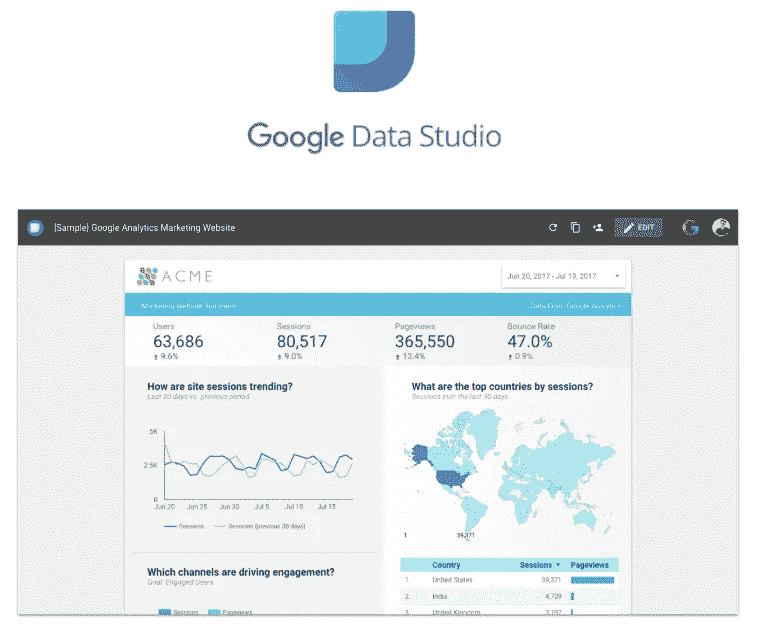 Google Data Studio
[Sample] Google Analytics Marketing Website
EDIT
ACME
Jun 20, 2017 - Jul 19, 2017
Marketing Website Summary
Data from Google Analytics
Users
Sessions
Pageviews
Bounce Rate
63,686
80,517
365,550
47.0%
9.6%
9.0%
13.4%
0.9%
How are site sessions trending?
Last 30 days vs. previous period
5K
2.5K
0
Jun 20 Jun 25 Jun 30 Jul 5 Jul 10 Jul 15
Sessions Sessions (previous 30 days)
What are the top countries by sessions?
Sessions over the last 30 days
1 39,371
Country Sessions Pageviews
1. United States 39,371
2. India 4,709
3. United Kingdom 3,792
Which channels are driving engagement?
Goal: Engaged Users
Sessions Pageviews